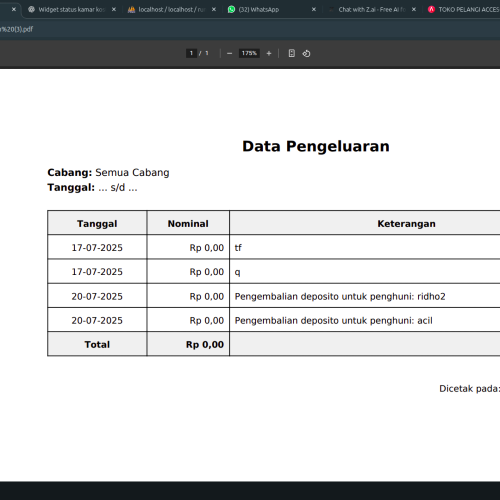 Widget status kamar kos
localhost / localhost / ru
(32) WhatsApp
Chat with Z.ai - Free AI
TOKO PELANGI ACCES
%20(3).pdf
1 / 1
175%
Data Pengeluaran
Cabang: Semua Cabang
Tanggal: ... s/d ...
Tanggal Nominal Keterangan
17-07-2025 Rp 0,00 tf
17-07-2025 Rp 0,00 q
20-07-2025 Rp 0,00 Pengembalian deposito untuk penghuni: ridho2
20-07-2025 Rp 0,00 Pengembalian deposito untuk penghuni: acil
Total Rp 0,00
Dicetak pada: